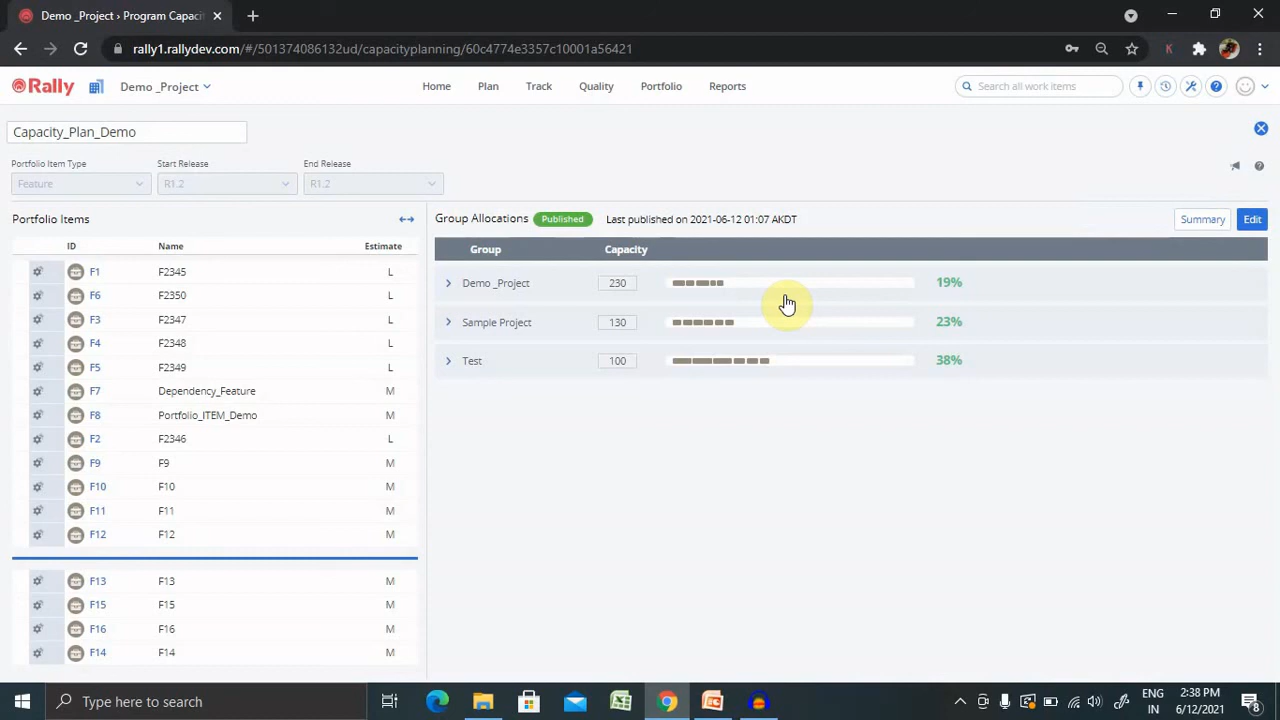 Demo _Project › Program Capacit
rally1.rallydev.com/#/501374086132ud/capacityplanning/60c4774e3357c10001a56421
Rally
Demo _Project
Home
Plan
Track
Quality
Portfolio
Reports
Search all work items
Capacity_Plan_Demo
Portfolio Item Type
Start Release
End Release
Feature
R1.2
R1.2
Portfolio Items
Group Allocations
Published
Last published on 2021-06-12 01:07 AKDT
Summary
Edit
ID Name Estimate
F1 F2345 L
F6 F2350 L
F3 F2347 L
F4 F2348 L
F5 F2349 L
F7 Dependency_Feature M
F8 Portfolio_ITEM_Demo M
F2 F2346 L
F9 F9 M
F10 F10 M
F11 F11 M
F12 F12 M
F13 F13 M
F15 F15 M
F16 F16 M
F14 F14 M
Group Capacity
Demo _Project 230 19%
Sample Project 130 23%
Test 100 38%
Type here to search
ENG
IN
2:38 PM
6/12/2021
8